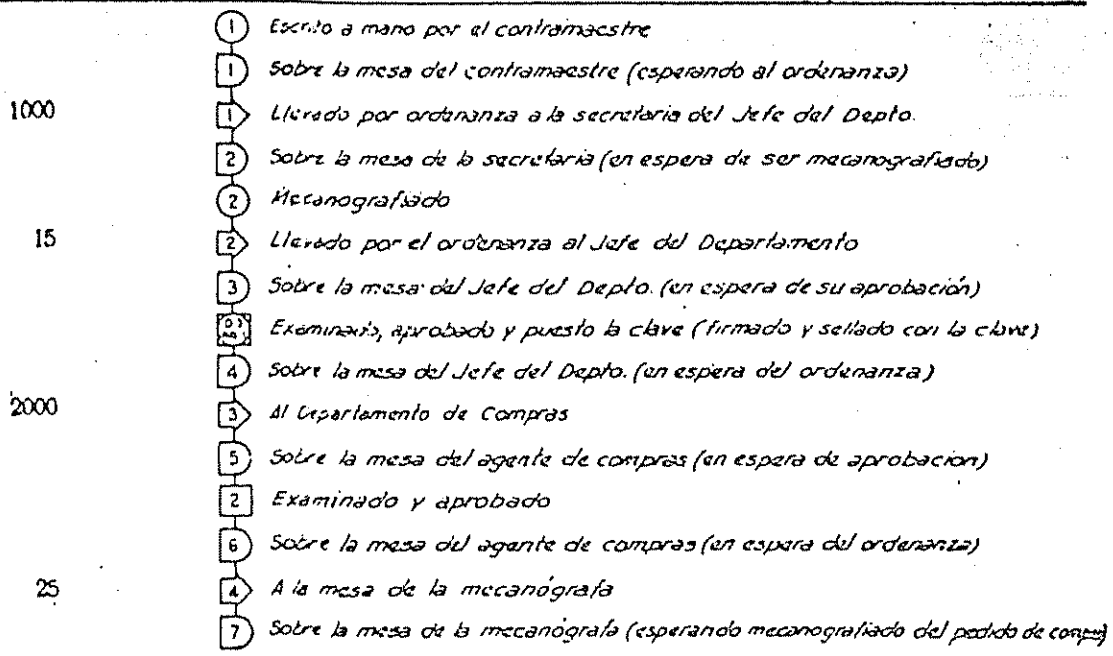 1 Escrito a mano por el contramaestre
1 Sobre la mesa del contramaestre (esperando al ordenanza)
1000 1 Llevado por ordenanza a la secretaria del Jefe del Depto.
2 Sobre la mesa de la secretaria (en espera de ser mecanografiado)
2 Mecanografiado
15 2 Llevado por el ordenanza al Jefe del Departamento
3 Sobre la mesa del Jefe del Depto. (en espera de su aprobación)
Examinado, aprobado y puesto la clave (firmado y sellado con la clave)
4 Sobre la mesa del Jefe del Depto. (en espera del ordenanza)
2000 3 Al Departamento de Compras
5 Sobre la mesa del agente de compras (en espera de aprobacion)
2 Examinado y aprobado
6 Sobre la mesa del agente de compras (en espera del ordenanza)
25 4 A la mesa de la mecanógrafa
7 Sobre la mesa de la mecanógrafa (esperando mecanografiado del pedido de compra)